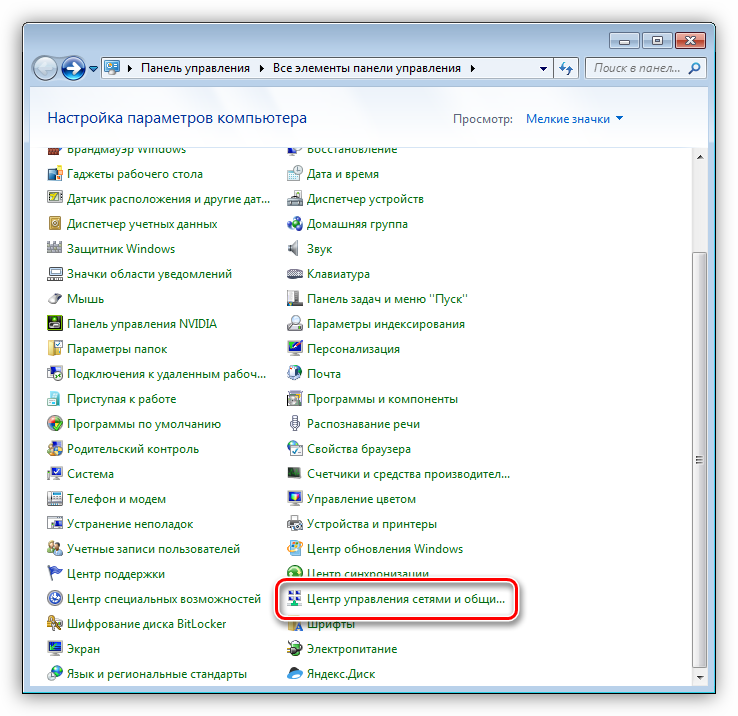 Панель управления ▸ Все элементы панели управления ▸
Поиск в панел...
Настройка параметров компьютера
Просмотр: Мелкие значки
Брандмауэр Windows
Восстановление
Гаджеты рабочего стола
Дата и время
Датчик расположения и другие дат...
Диспетчер устройств
Диспетчер учетных данных
Домашняя группа
Защитник Windows
Звук
Значки области уведомлений
Клавиатура
Мышь
Панель задач и меню "Пуск"
Панель управления NVIDIA
Параметры индексирования
Параметры папок
Персонализация
Подключения к удаленным рабоч...
Почта
Приступая к работе
Программы и компоненты
Программы по умолчанию
Распознавание речи
Родительский контроль
Свойства браузера
Система
Счетчики и средства производител...
Телефон и модем
Управление цветом
Устранение неполадок
Устройства и принтеры
Учетные записи пользователей
Центр обновления Windows
Центр поддержки
Центр синхронизации
Центр специальных возможностей
Центр управления сетями и общи...
Шифрование диска BitLocker
Шрифты
Экран
Электропитание
Язык и региональные стандарты
Яндекс.Диск